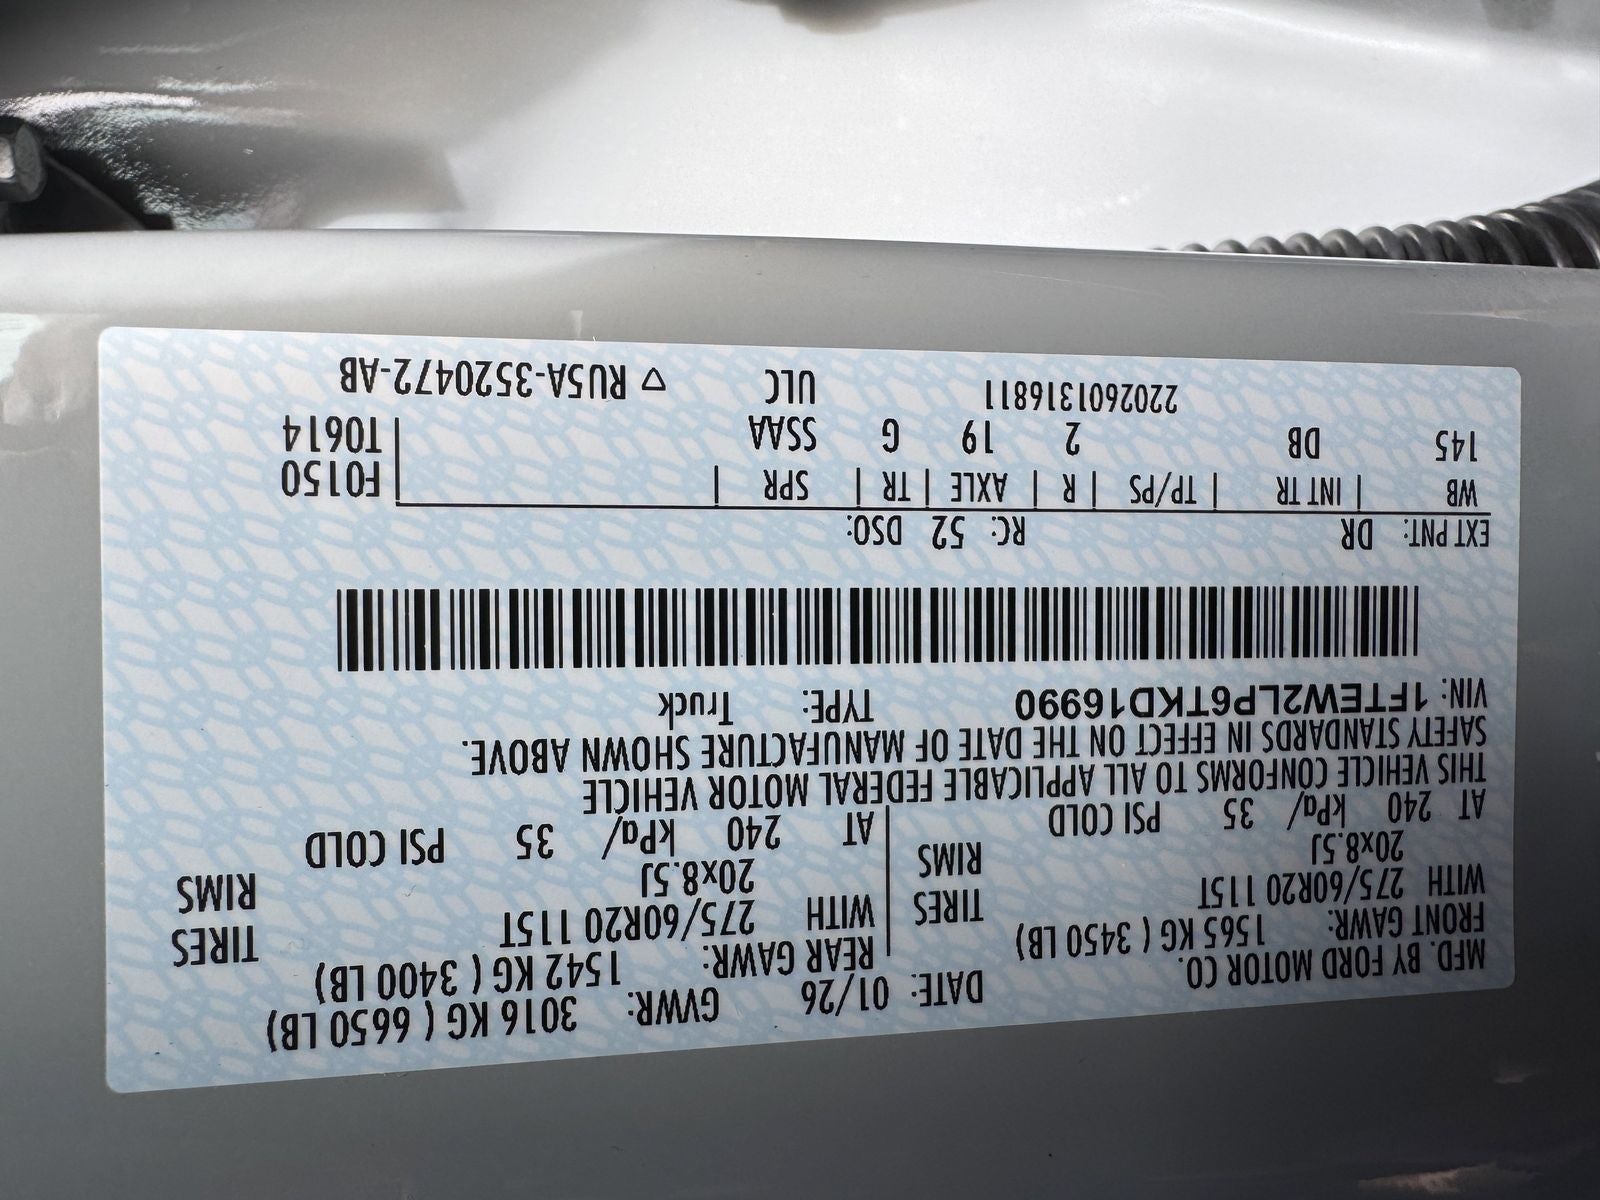 MFD. BY FORD MOTOR CO.
DATE: 01/26 GVWR: 3016 KG ( 6650 LB)
FRONT GAWR: 1565 KG ( 3450 LB) REAR GAWR: 1542 KG ( 3400 LB)
WITH 275/60R20 115T TIRES WITH 275/60R20 115T TIRES
20x8.5J RIMS 20x8.5J RIMS
AT 240 kPa/ 35 PSI COLD AT 240 kPa/ 35 PSI COLD
THIS VEHICLE CONFORMS TO ALL APPLICABLE FEDERAL MOTOR VEHICLE
SAFETY STANDARDS IN EFFECT ON THE DATE OF MANUFACTURE SHOWN ABOVE.
VIN: 1FTEW2LP6TKD16990 TYPE: Truck
EXT PNT: DR RC: 52 DSO:
WB | INT TR | TP/PS | R | AXLE | TR | SPR | F0150
145 DB 2 19 G SSAA T0614
2202601316811 ULC ▽ RU5A-3520472-AB